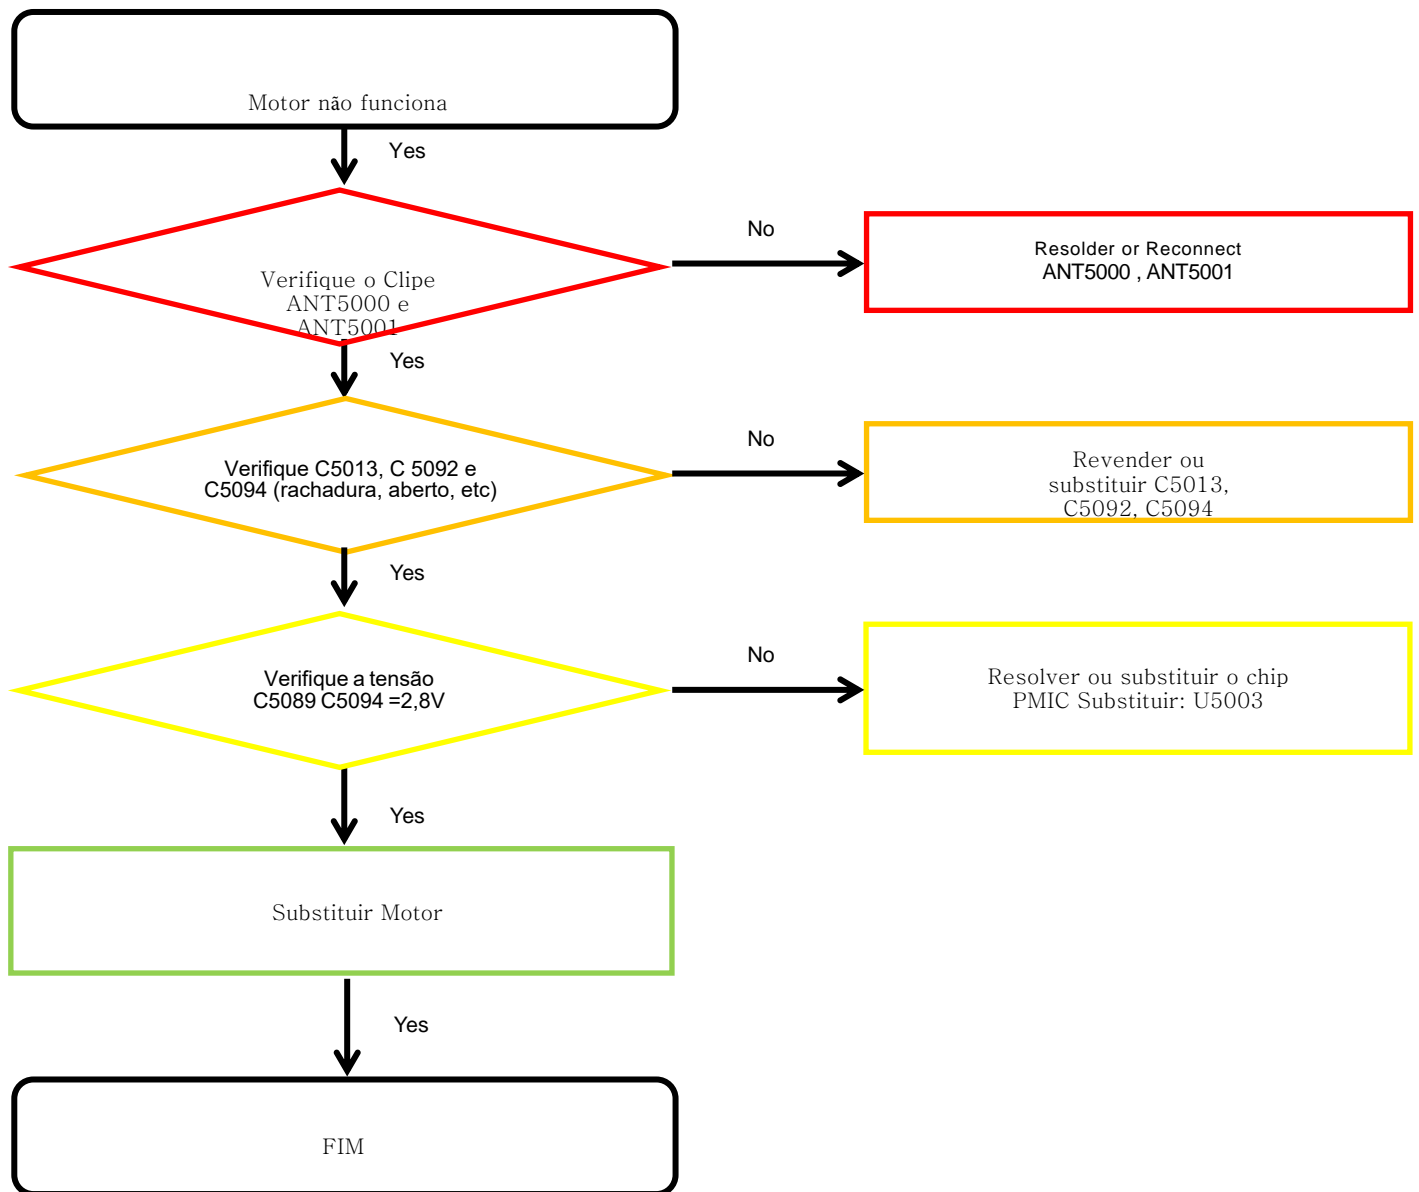 Motor não funciona
Yes
Verifique o Clipe
ANT5000 e
ANT5001
No
Resolder or Reconnect
ANT5000 , ANT5001
Yes
Verifique C5013, C 5092 e
C5094 (rachadura, aberto, etc)
No
Revender ou
substituir C5013,
C5092, C5094
Yes
Verifique a tensão
C5089 C5094 =2,8V
No
Resolver ou substituir o chip
PMIC Substituir: U5003
Yes
Substituir Motor
Yes
FIM